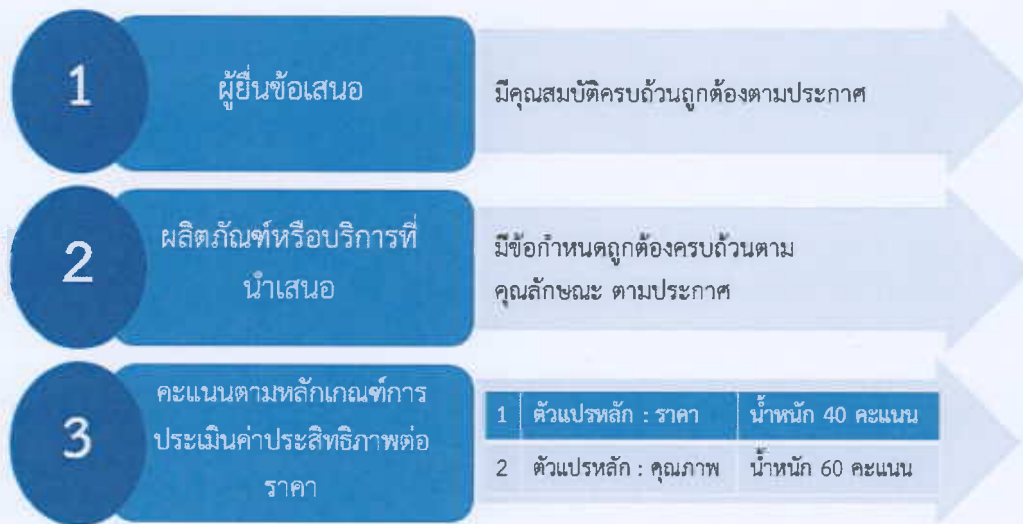 1
ผู้ยื่นข้อเสนอ
มีคุณสมบัติครบถ้วนถูกต้องตามประกาศ
2
ผลิตภัณฑ์หรือบริการที่
นำเสนอ
มีข้อกำหนดถูกต้องครบถ้วนตาม
คุณลักษณะ ตามประกาศ
3
คะแนนตามหลักเกณฑ์การ
ประเมินค่าประสิทธิภาพต่อ
ราคา
1 ตัวแปรหลัก : ราคา น้ำหนัก 40 คะแนน
2 ตัวแปรหลัก : คุณภาพ น้ำหนัก 60 คะแนน